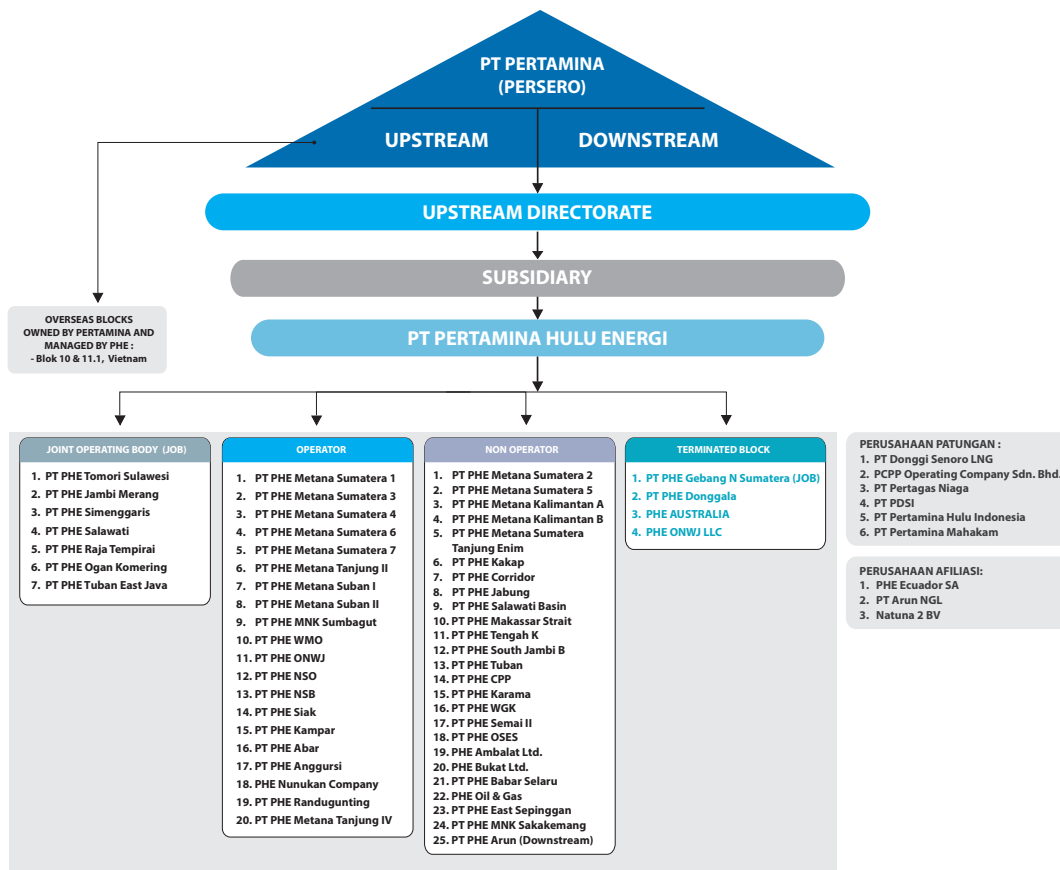 PT PERTAMINA
(PERSERO)
UPSTREAM
DOWNSTREAM
UPSTREAM DIRECTORATE
SUBSIDIARY
OVERSEAS BLOCKS
OWNED BY PERTAMINA AND
MANAGED BY PHE :
- Blok 10 & 11.1, Vietnam
PT PERTAMINA HULU ENERGI
JOINT OPERATING BODY (JOB)
1. PT PHE Tomori Sulawesi
2. PT PHE Jambi Merang
3. PT PHE Simenggaris
4. PT PHE Salawati
5. PT PHE Raja Tempirai
6. PT PHE Ogan Komering
7. PT PHE Tuban East Java
OPERATOR
1. PT PHE Metana Sumatera 1
2. PT PHE Metana Sumatera 3
3. PT PHE Metana Sumatera 4
4. PT PHE Metana Sumatera 6
5. PT PHE Metana Sumatera 7
6. PT PHE Metana Tanjung II
7. PT PHE Metana Suban I
8. PT PHE Metana Suban II
9. PT PHE MNK Sumbagut
10. PT PHE WMO
11. PT PHE ONWJ
12. PT PHE NSO
13. PT PHE NSB
14. PT PHE Siak
15. PT PHE Kampar
16. PT PHE Abar
17. PT PHE Anggursi
18. PHE Nunukan Company
19. PT PHE Randugunting
20. PT PHE Metana Tanjung IV
NON OPERATOR
1. PT PHE Metana Sumatera 2
2. PT PHE Metana Sumatera 5
3. PT PHE Metana Kalimantan A
4. PT PHE Metana Kalimantan B
5. PT PHE Metana Sumatera
Tanjung Enim
6. PT PHE Kakap
7. PT PHE Corridor
8. PT PHE Jabung
9. PT PHE Salawati Basin
10. PT PHE Makassar Strait
11. PT PHE Tengah K
12. PT PHE South Jambi B
13. PT PHE Tuban
14. PT PHE CPP
15. PT PHE Karama
16. PT PHE WGK
17. PT PHE Semai II
18. PT PHE OSES
19. PHE Ambalat Ltd.
20. PHE Bukat Ltd.
21. PT PHE Babar Selaru
22. PHE Oil & Gas
23. PT PHE East Sepinggan
24. PT PHE MNK Sakakemang
25. PT PHE Arun (Downstream)
TERMINATED BLOCK
1. PT PHE Gebang N Sumatera (JOB)
2. PT PHE Donggala
3. PHE AUSTRALIA
4. PHE ONWJ LLC
PERUSAHAAN PATUNGAN :
1. PT Donggi Senoro LNG
2. PCPP Operating Company Sdn. Bhd.
3. PT Pertagas Niaga
4. PT PDSI
5. PT Pertamina Hulu Indonesia
6. PT Pertamina Mahakam
PERUSAHAAN AFILIASI:
1. PHE Ecuador SA
2. PT Arun NGL
3. Natuna 2 BV